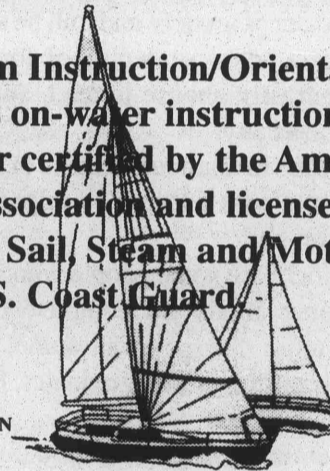 m Instruction/Orient
on-water instruction
r certified by the Am
ssociation and license
Sail, Steam and Mot
S. Coast Guard.
N